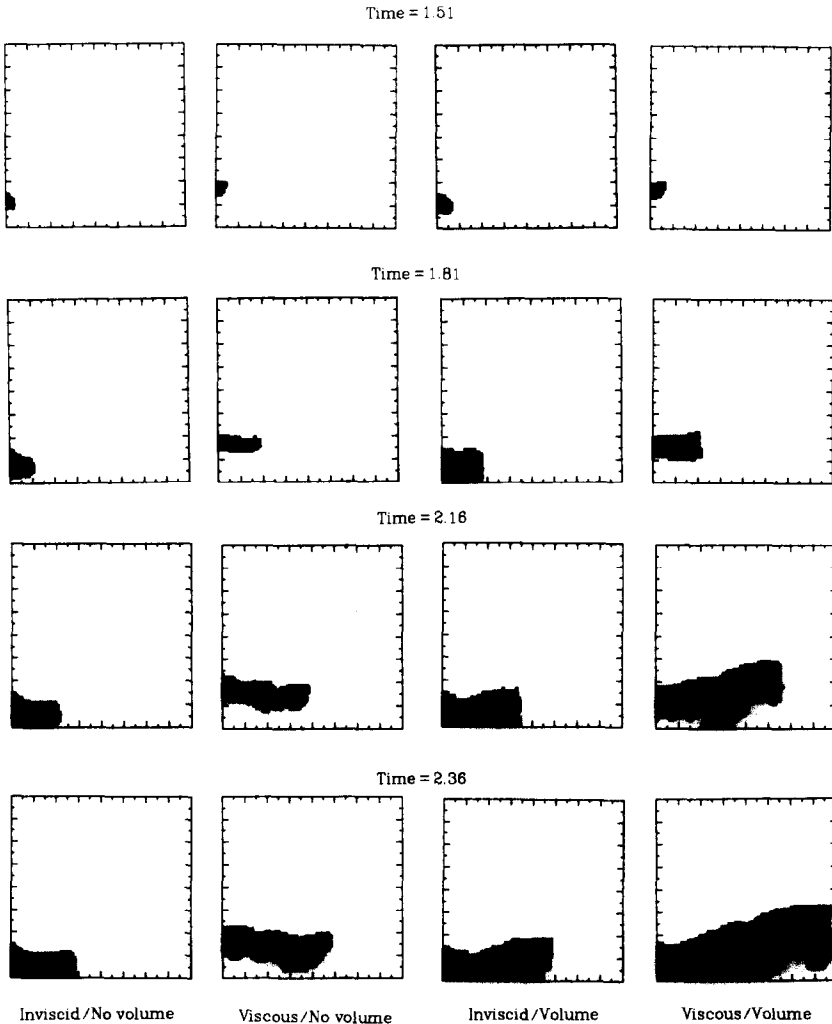 Time = 1.51
Time = 1.81
Time = 2.16
Time = 2.36
Inviscid/No volume
Viscous/No volume
Inviscid/Volume
Viscous/Volume